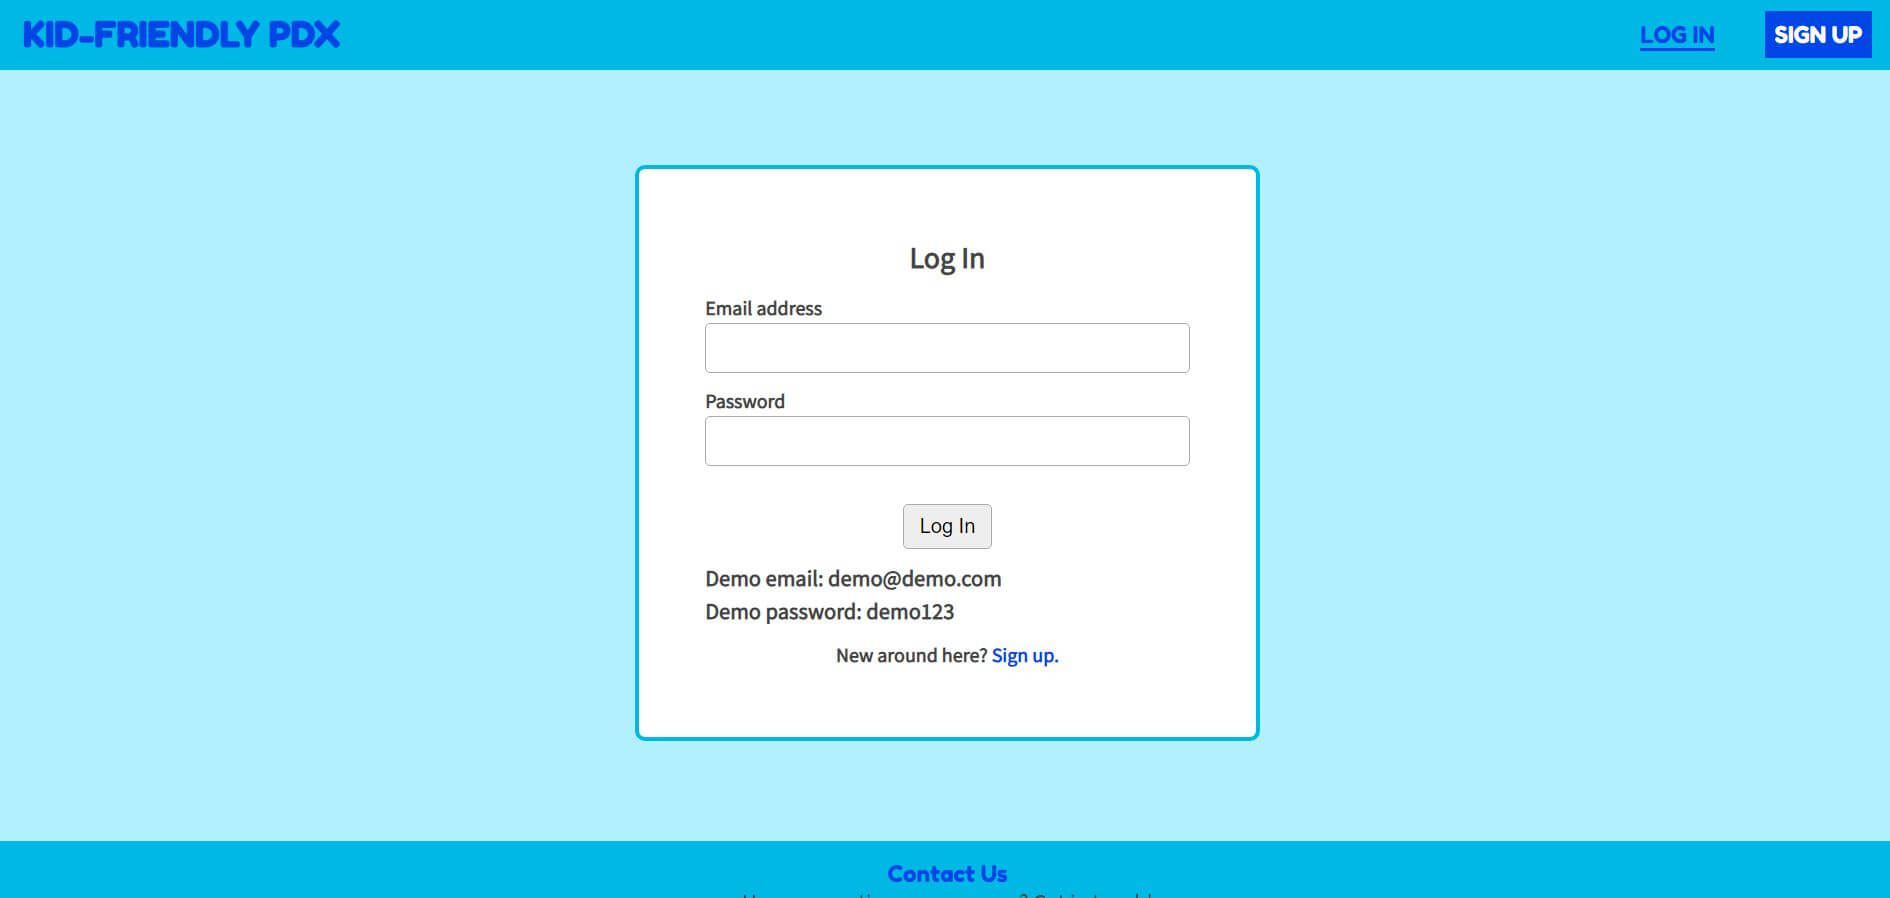 KID-FRIENDLY PDX
LOG IN
SIGN UP
Log In
Email address
Password
Log In
Demo email: demo@demo.com
Demo password: demo123
New around here? Sign up.
Contact Us